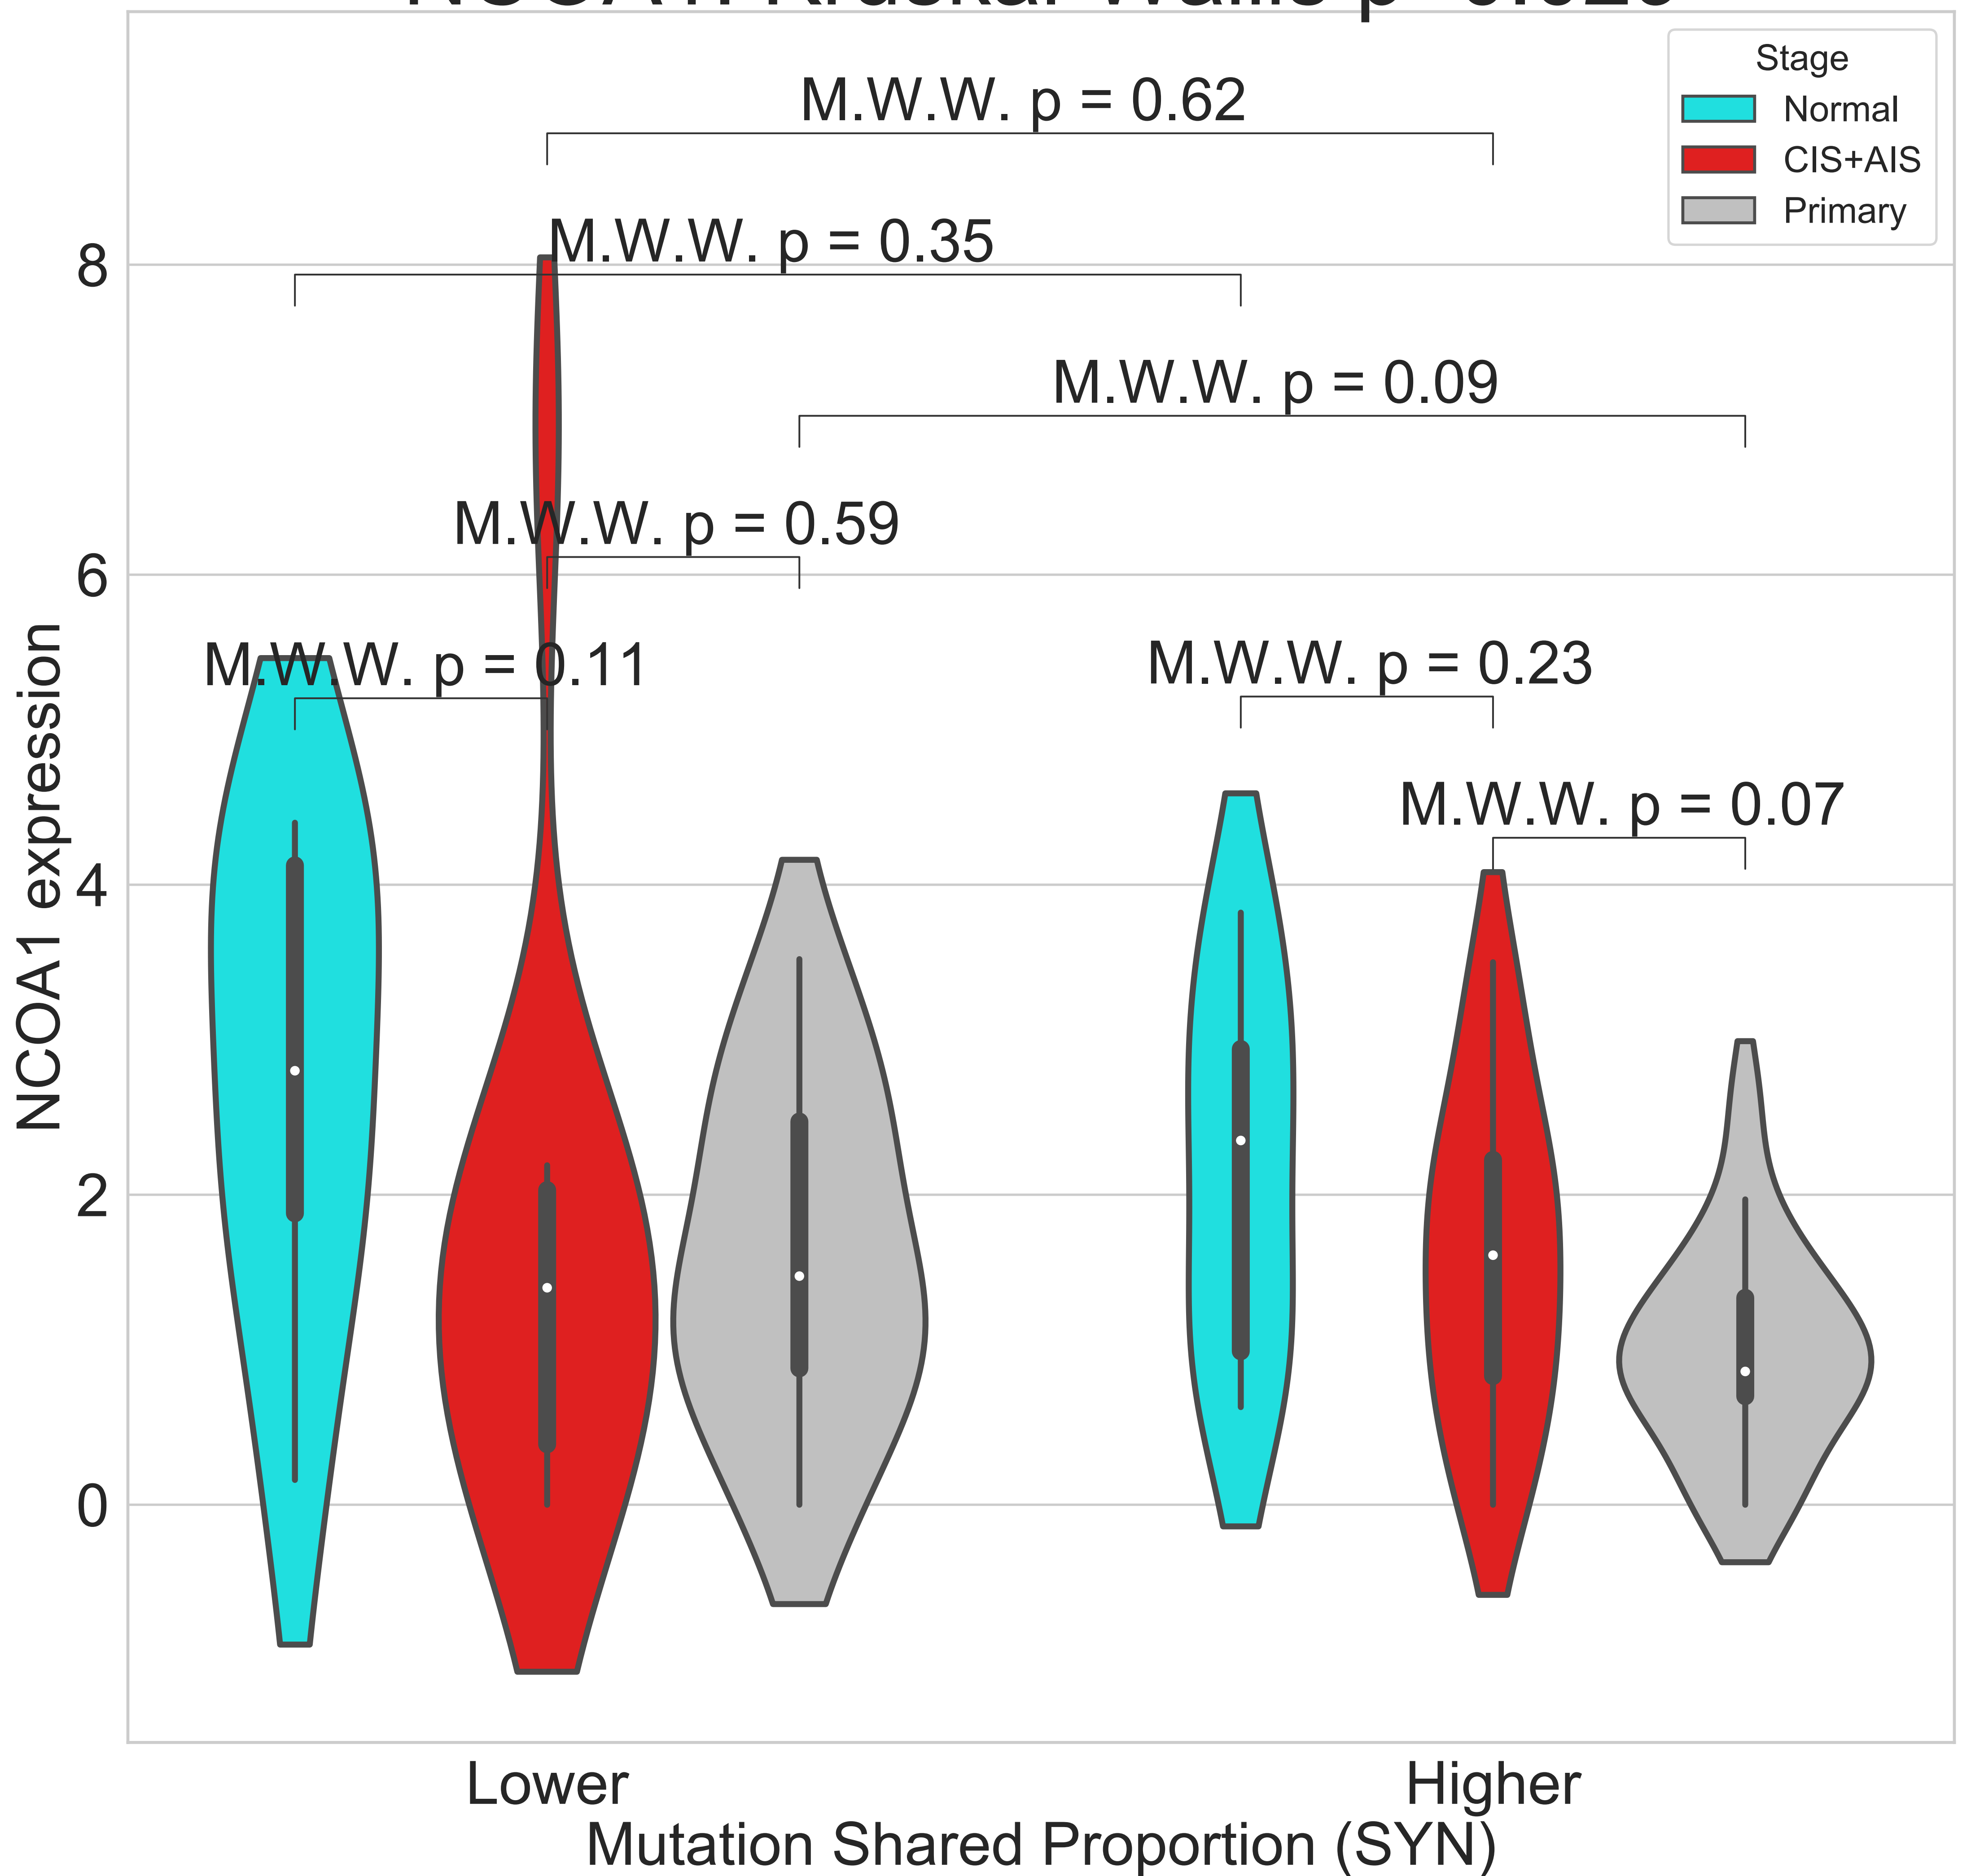 Stage
Normal
CIS+AIS
Primary
M.W.W. p = 0.62
M.W.W. p = 0.35
M.W.W. p = 0.09
M.W.W. p = 0.59
M.W.W. p = 0.11
M.W.W. p = 0.23
M.W.W. p = 0.07
8
6
4
2
0
NCOA1 expression
Lower
Higher
Mutation Shared Proportion (SYN)